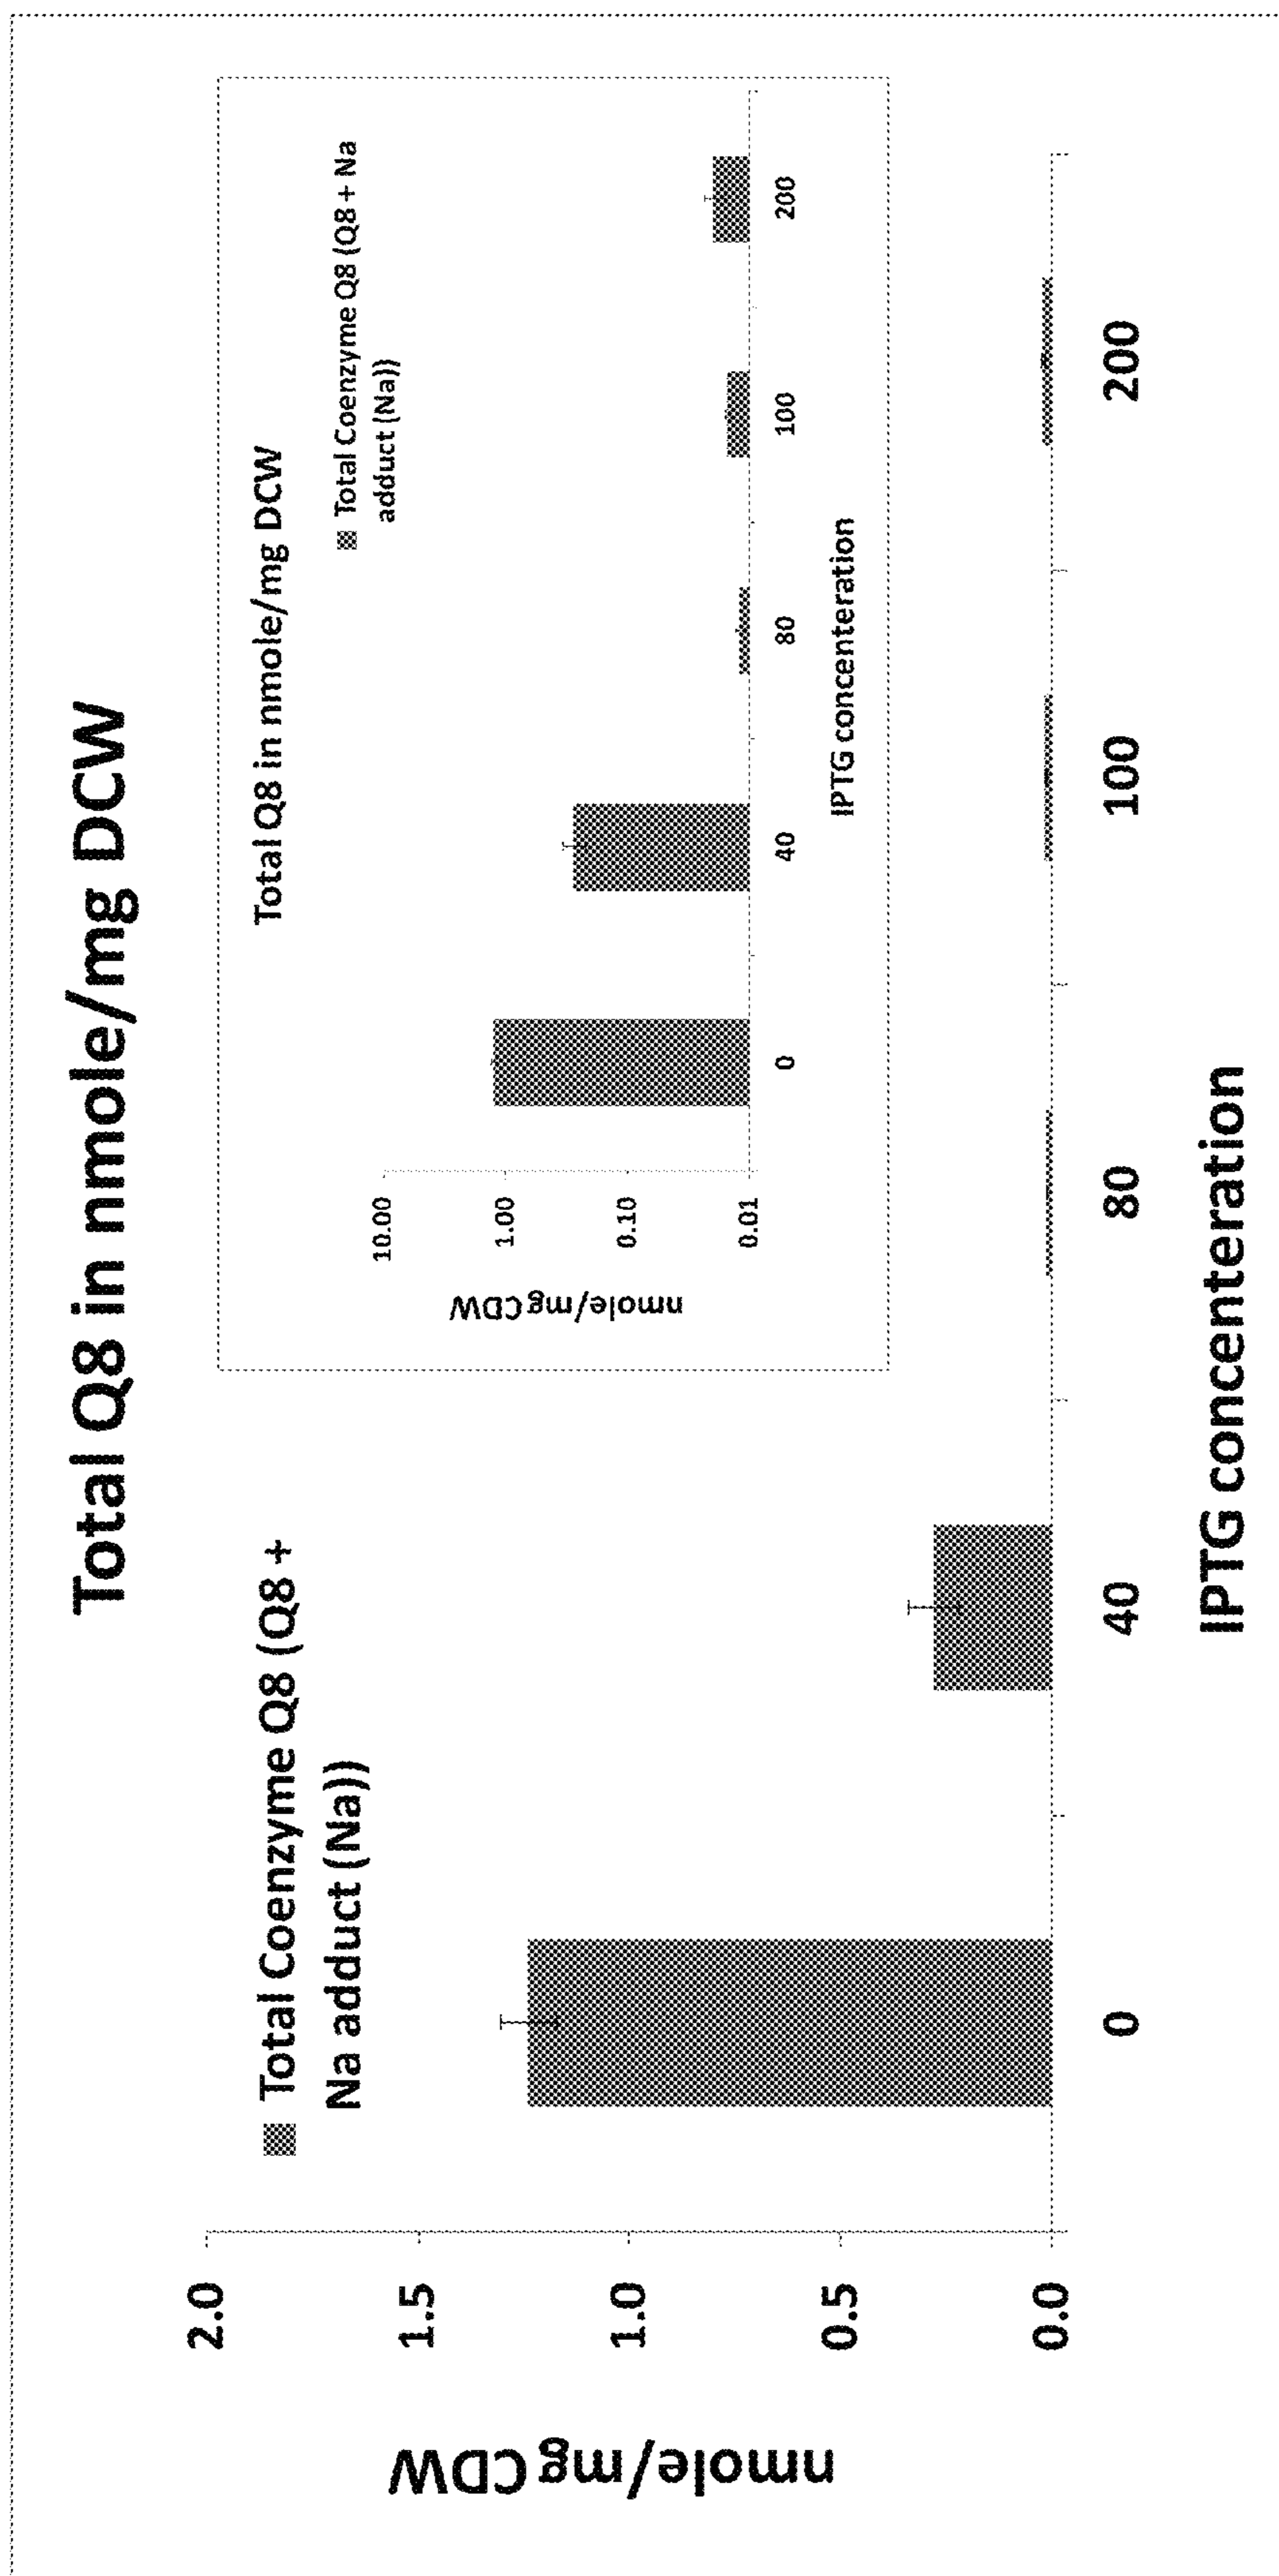 Total Q8 in nmole/mg DCW
Total Coenzyme Q8 (Q8 +
Na adduct (Na))
nmole/mg CDW
2.0
1.5
1.0
0.5
0.0
0 40 80 100 200
IPTG concenteration
Total Q8 in nmole/mg DCW
Total Coenzyme Q8 (Q8 + Na
adduct (Na))
nmole/mg CDW
10.00
1.00
0.10
0.01
0 40 80 100 200
IPTG concenteration